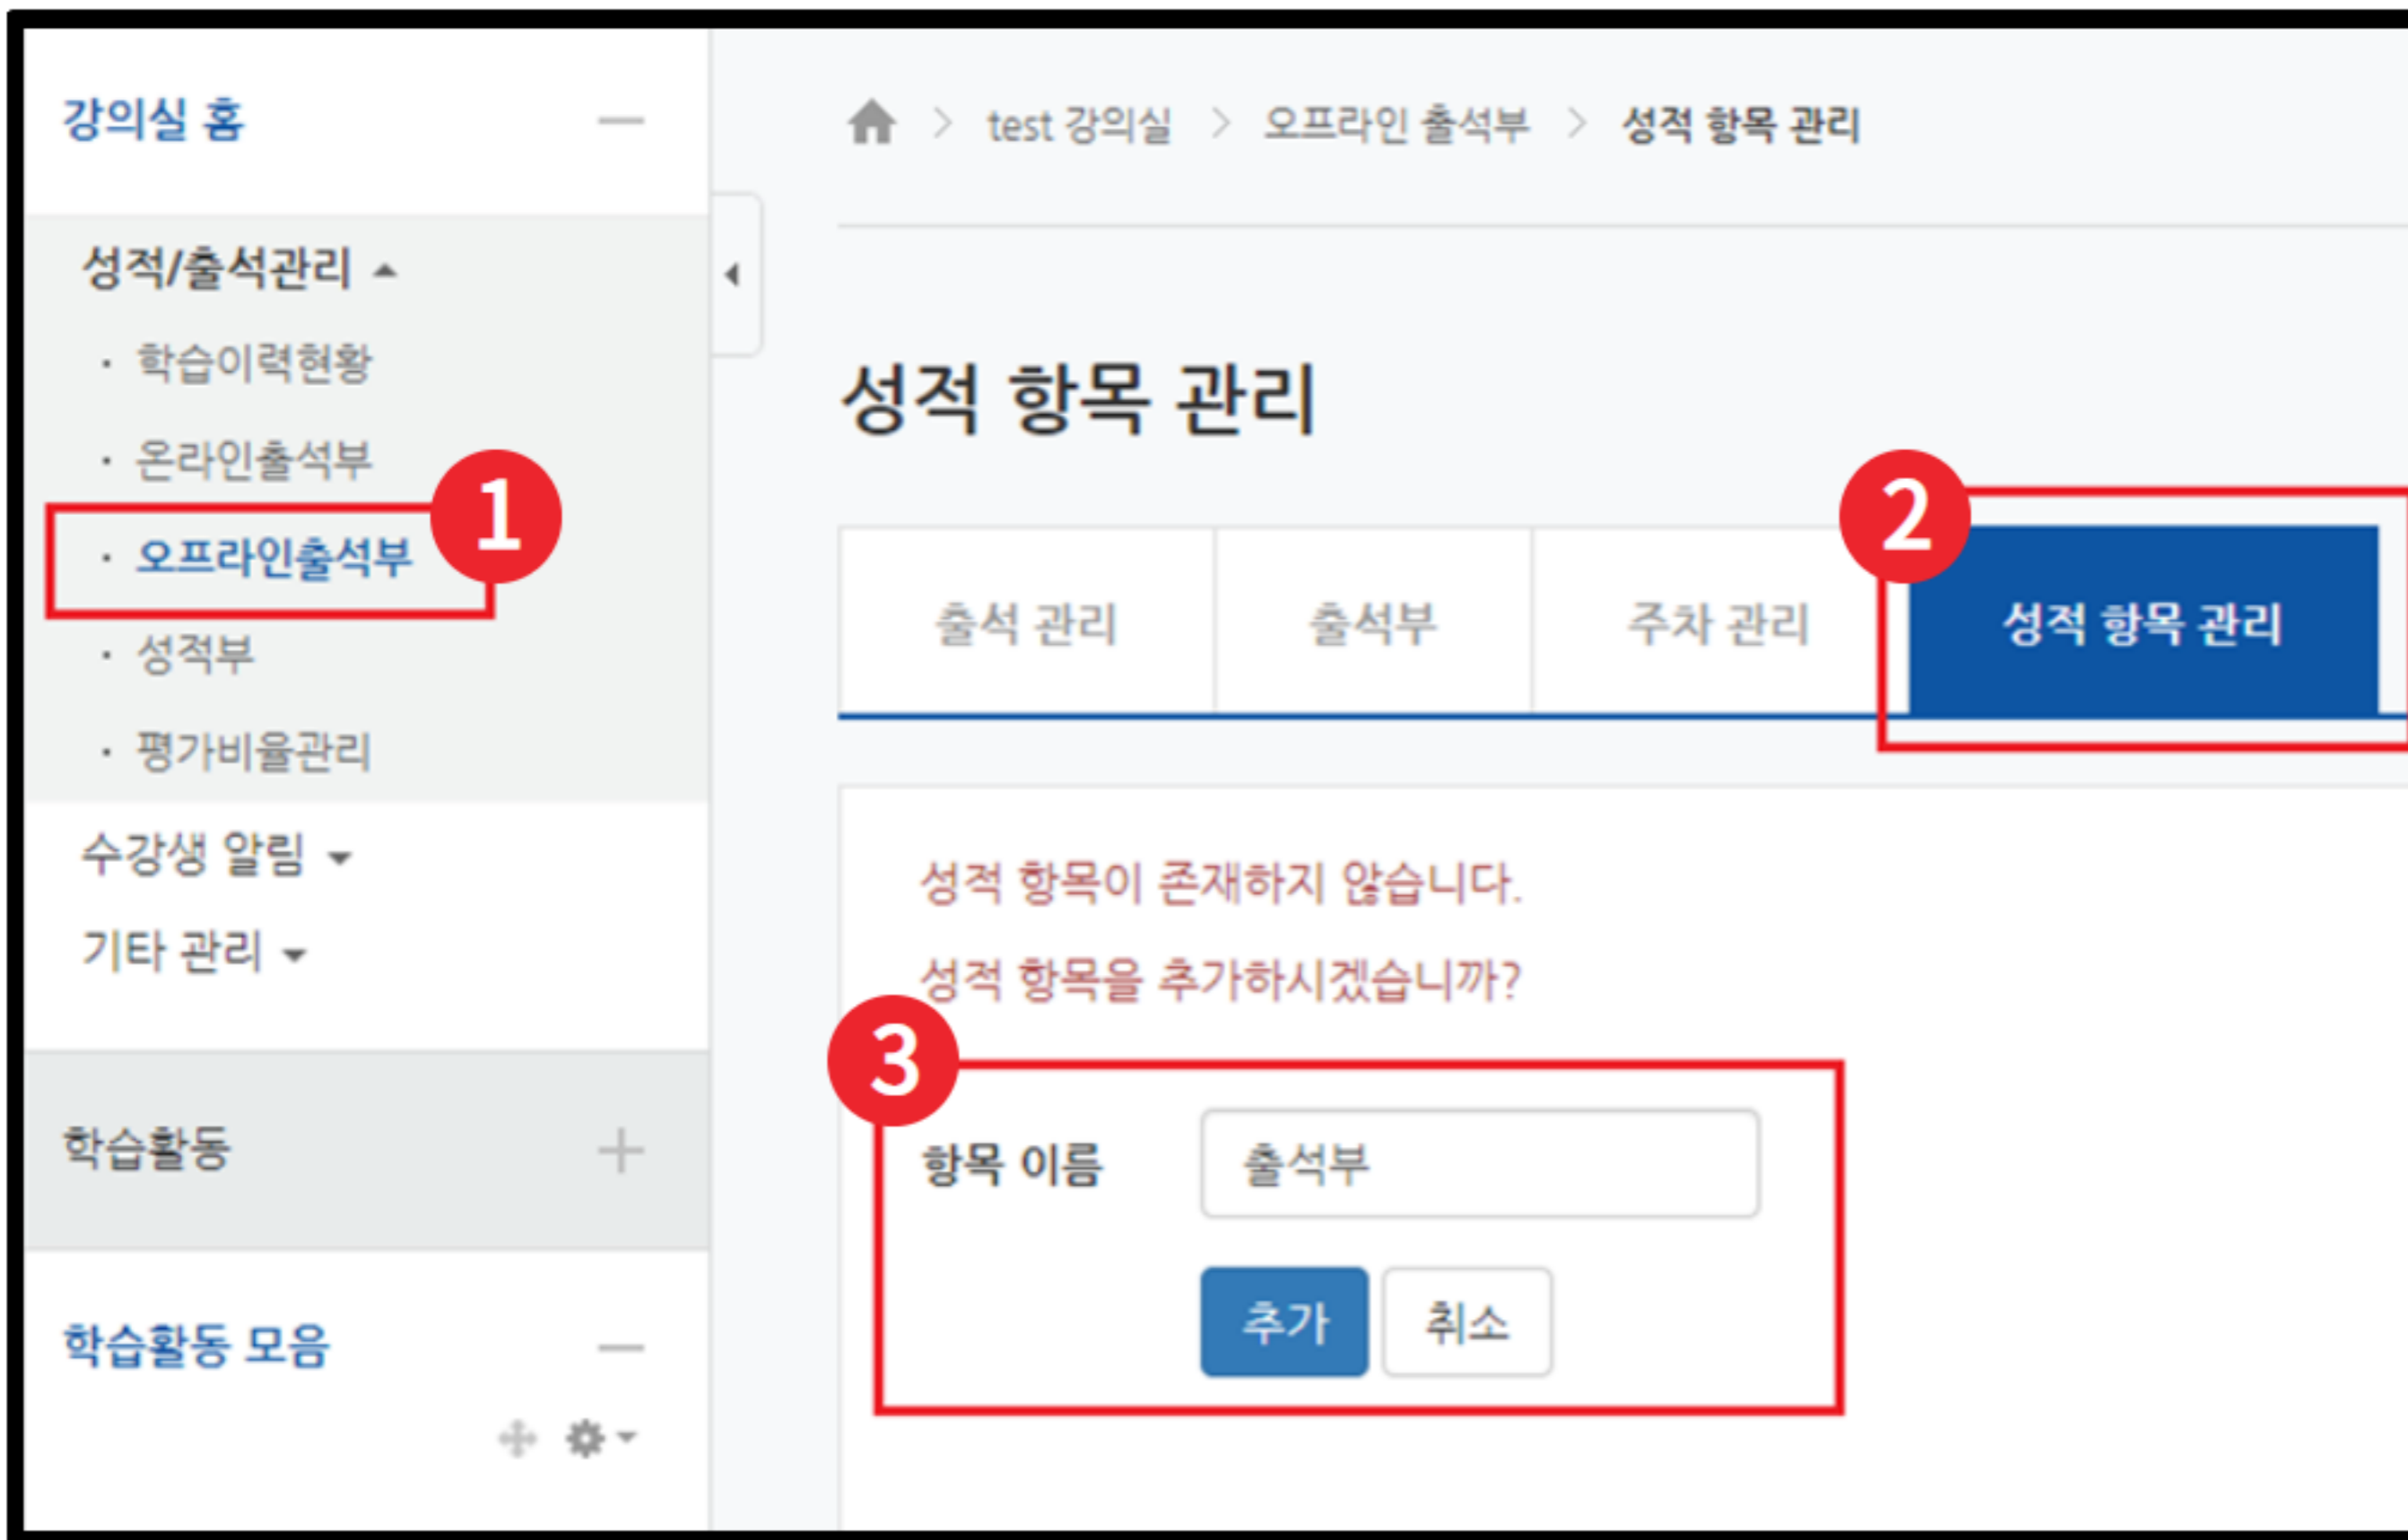 강의실 홈
성적/출석관리
· 학습이력현황
· 온라인출석부
1
· 오프라인출석부
· 성적부
· 평가비율관리
수강생 알림
기타 관리
학습활동
학습활동 모음
test 강의실 > 오프라인 출석부 > 성적 항목 관리
성적 항목 관리
2
출석 관리 출석부 주차 관리 성적 항목 관리
성적 항목이 존재하지 않습니다.
성적 항목을 추가하시겠습니까?
3
항목 이름 출석부
추가 취소